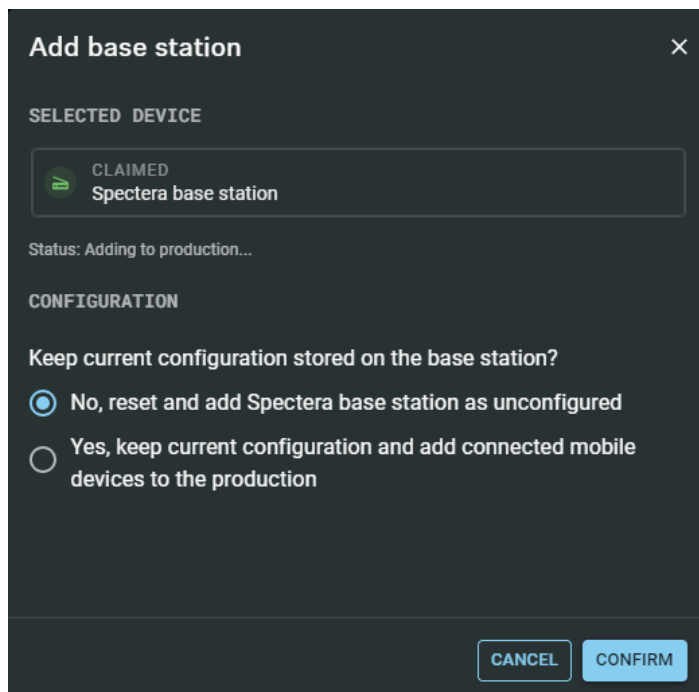 Add base station
SELECTED DEVICE
CLAIMED
Spectera base station
Status: Adding to production...
CONFIGURATION
Keep current configuration stored on the base station?
No, reset and add Spectera base station as unconfigured
Yes, keep current configuration and add connected mobile
devices to the production
CANCEL
CONFIRM